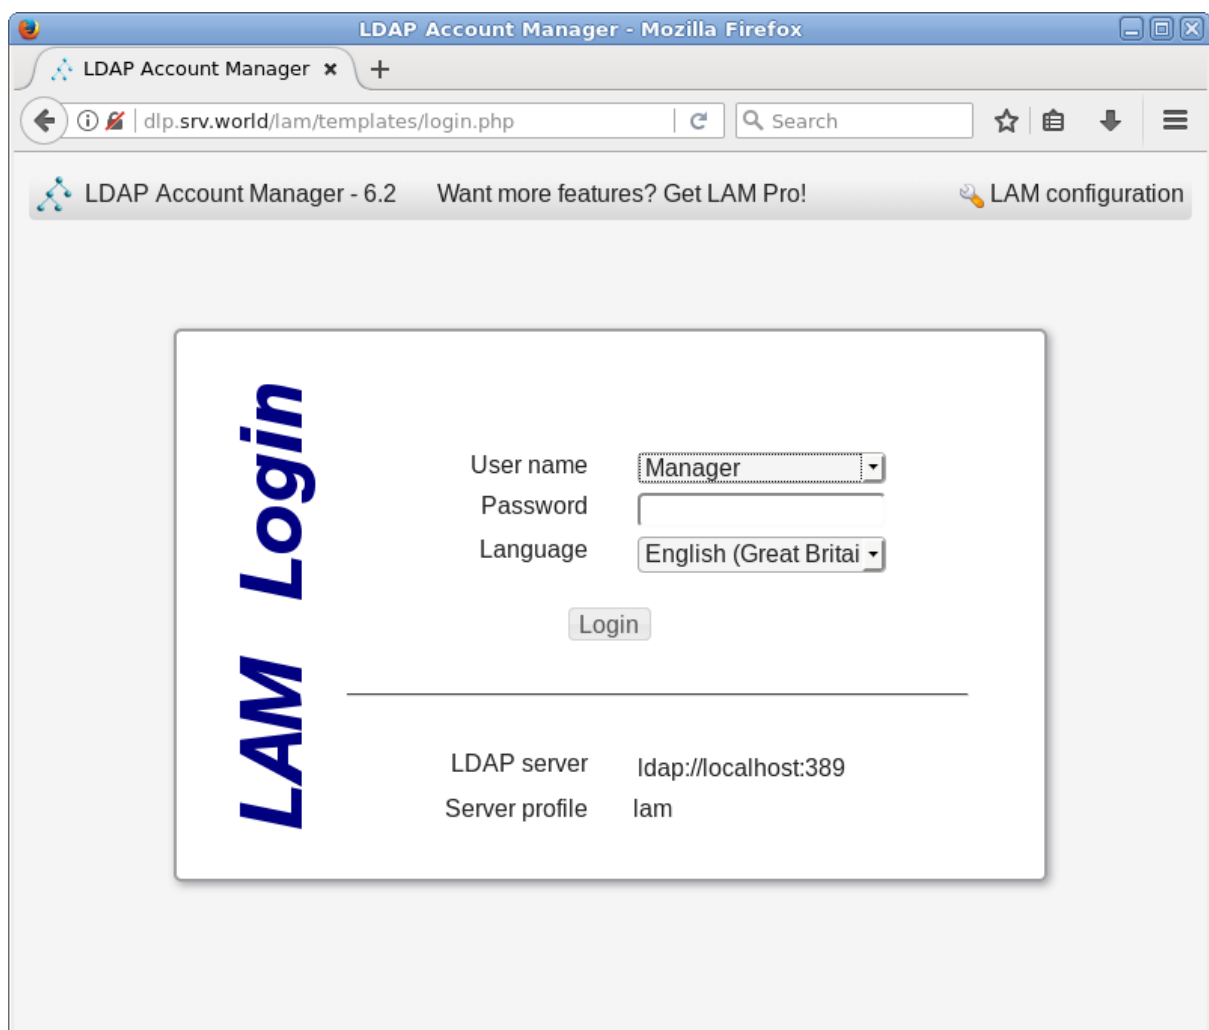 LDAP Account Manager - Mozilla Firefox
LDAP Account Manager
dlp.srv.world/lam/templates/login.php
Search
LDAP Account Manager - 6.2
Want more features? Get LAM Pro!
LAM configuration
LAM Login
User name
Manager
Password
Language
English (Great Britai
Login
LDAP server
ldap://localhost:389
Server profile
lam